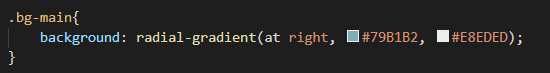 .bg-main{
    background: radial-gradient(at right, #79B1B2, #E8EDED);
}